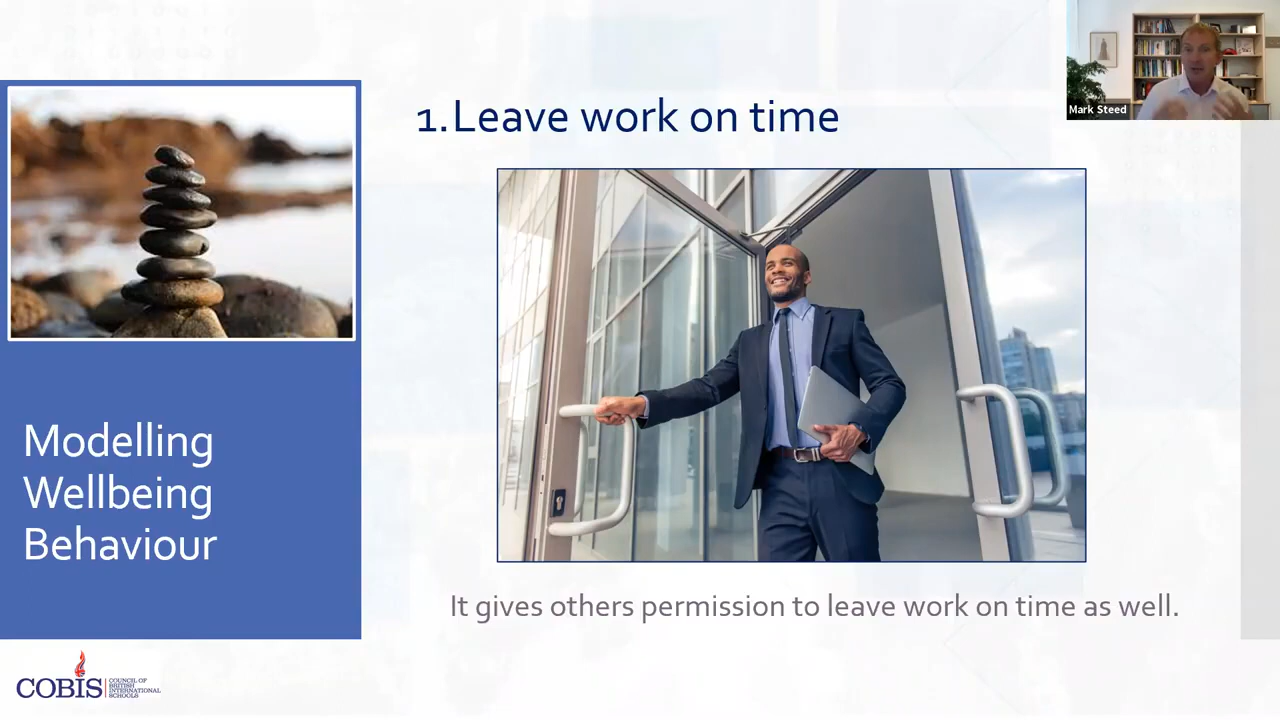 Mark Steed
1. Leave work on time
Modelling
Wellbeing
Behaviour
It gives others permission to leave work on time as well.
COBIS
COUNCIL OF
BRITISH
INTERNATIONAL
SCHOOLS